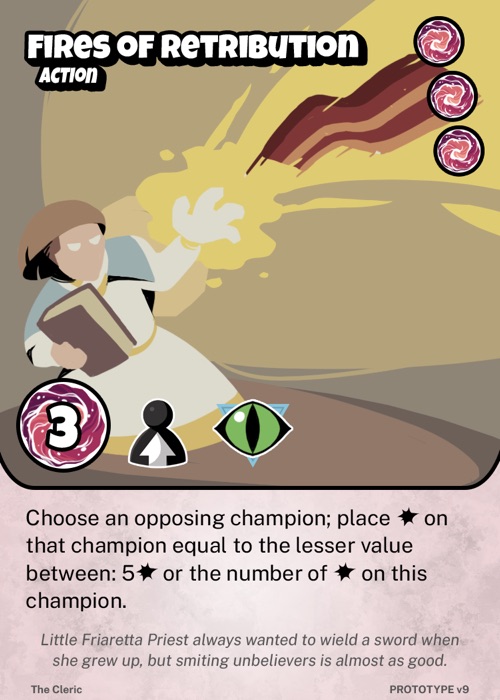 FIRES OF RETRIBUTION
ACTION
3
Choose an opposing champion; place ✸ on
that champion equal to the lesser value
between: 5✸ or the number of ✸ on this
champion.
Little Friaretta Priest always wanted to wield a sword when
she grew up, but smiting unbelievers is almost as good.
The Cleric
PROTOTYPE v9